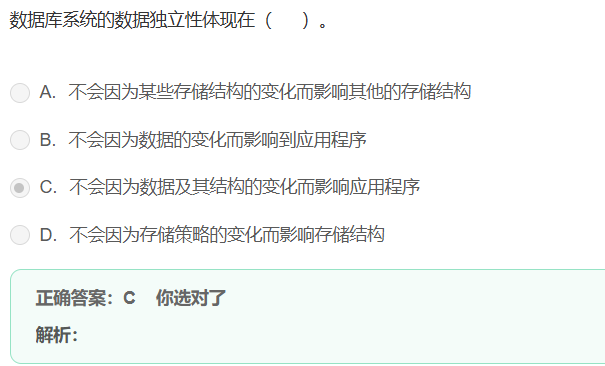 数据库系统的数据独立性体现在（ ）。
A. 不会因为某些存储结构的变化而影响其他的存储结构
B. 不会因为数据的变化而影响到应用程序
C. 不会因为数据及其结构的变化而影响应用程序
D. 不会因为存储策略的变化而影响存储结构
正确答案：C 你选对了
解析：